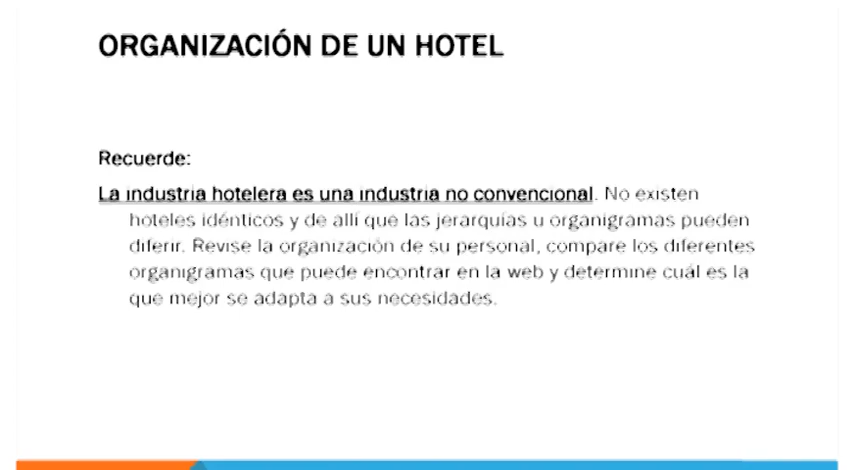 ORGANIZACIÓN DE UN HOTEL
Recuerde:
La industria hotelera es una industria no convencional. No existen
hoteles idénticos y de allí que las jerarquías u organigramas pueden
diferir. Revise la organización de su personal, compare los diferentes
organigramas que puede encontrar en la web y determine cuál es la
que mejor se adapta a sus necesidades.